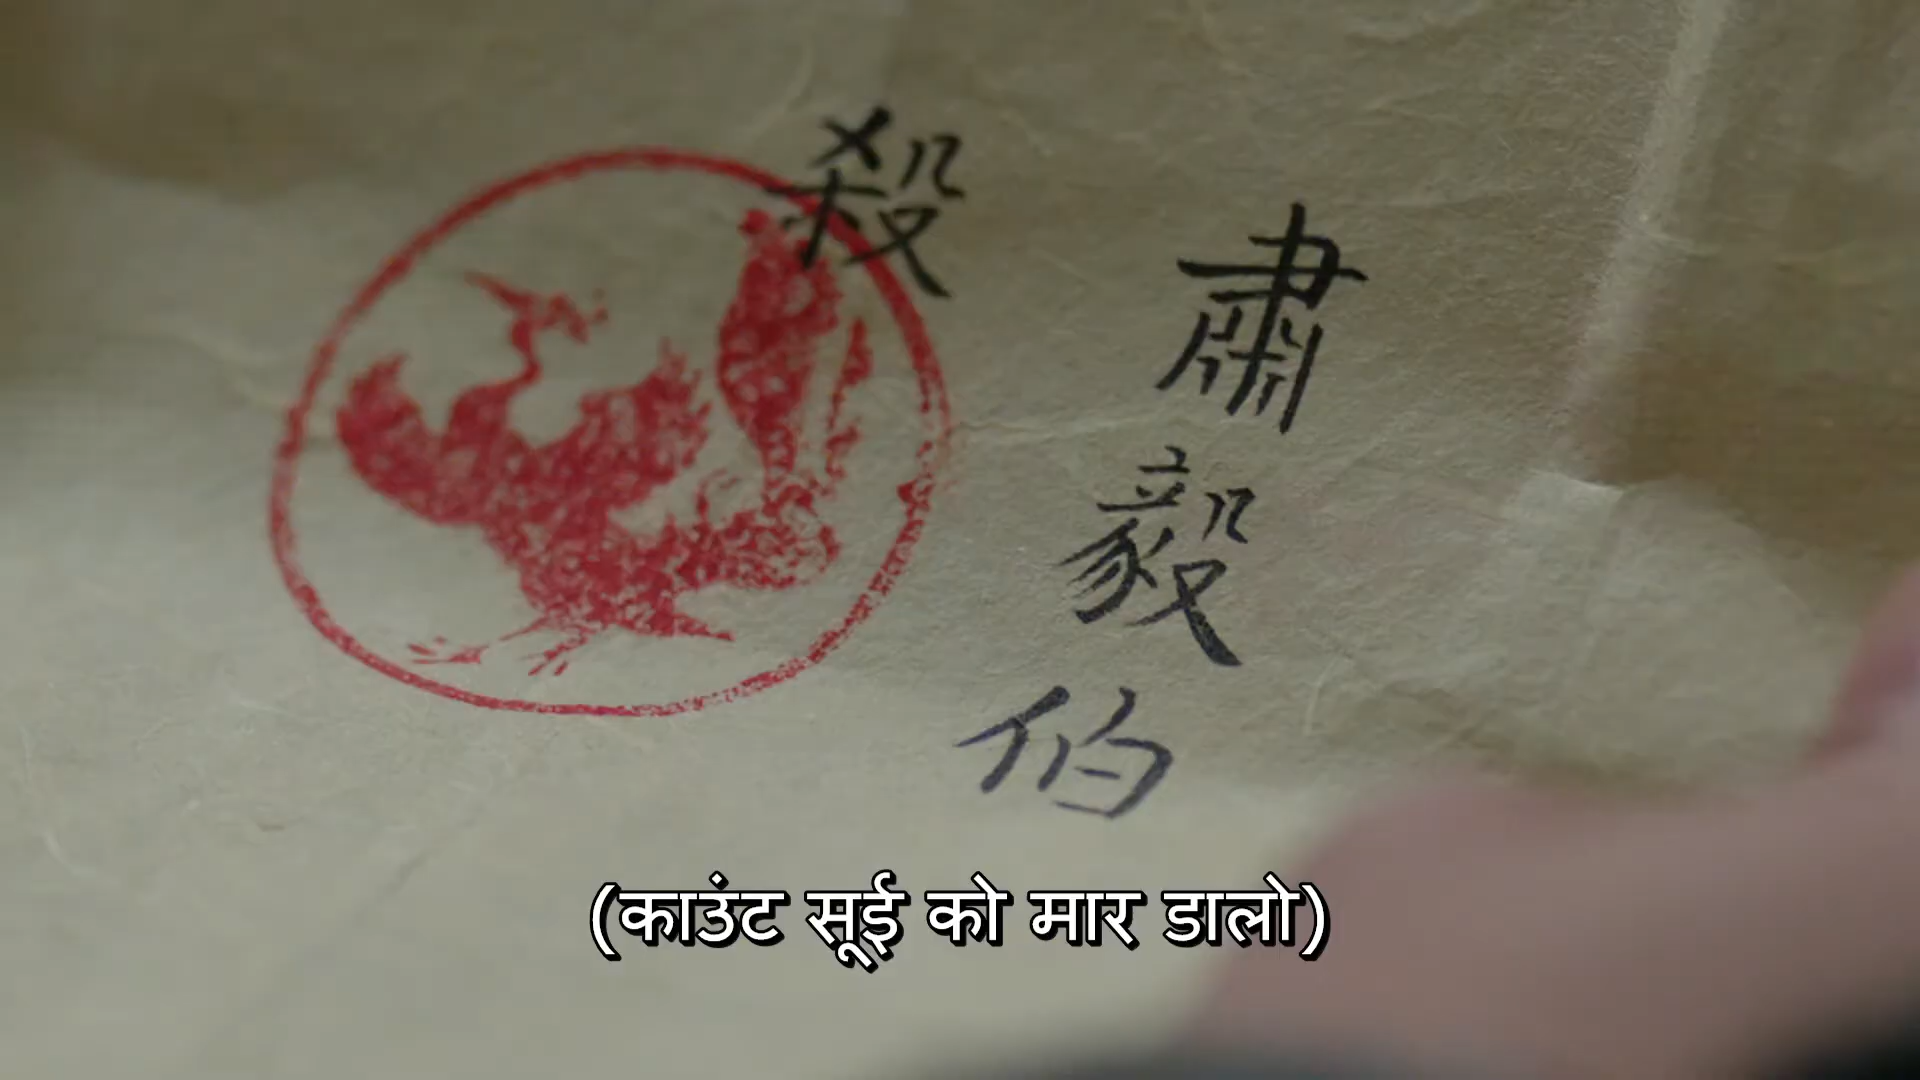 肅毅伯
殺
(काउंट सूई को मार डालो)